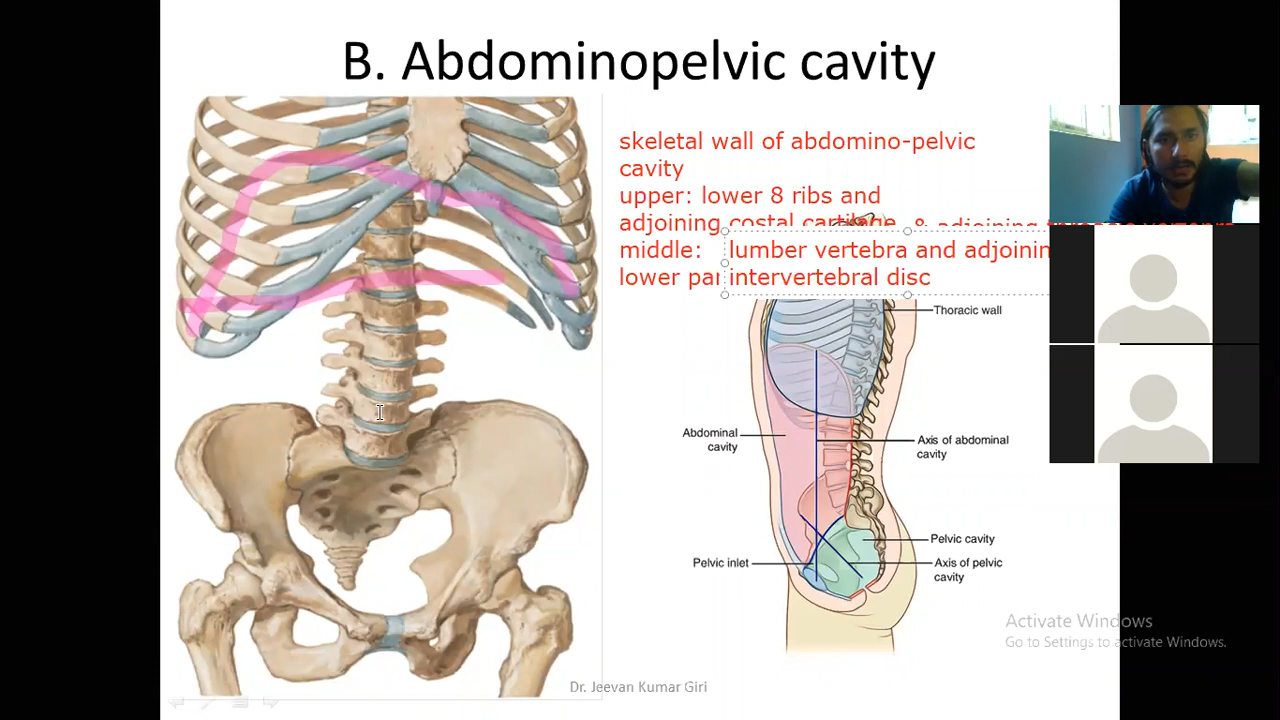 B. Abdominopelvic cavity
skeletal wall of abdomino-pelvic
cavity
upper: lower 8 ribs and
adjoining costal cartilage & adjoining
middle: lumber vertebra and adjoinin
lower par intervertebral disc
Thoracic wall
Abdominal
cavity
Axis of abdominal
cavity
Pelvic cavity
Pelvic inlet
Axis of pelvic
cavity
Activate Windows
Go to Settings to activate Windows.
Dr. Jeevan Kumar Giri